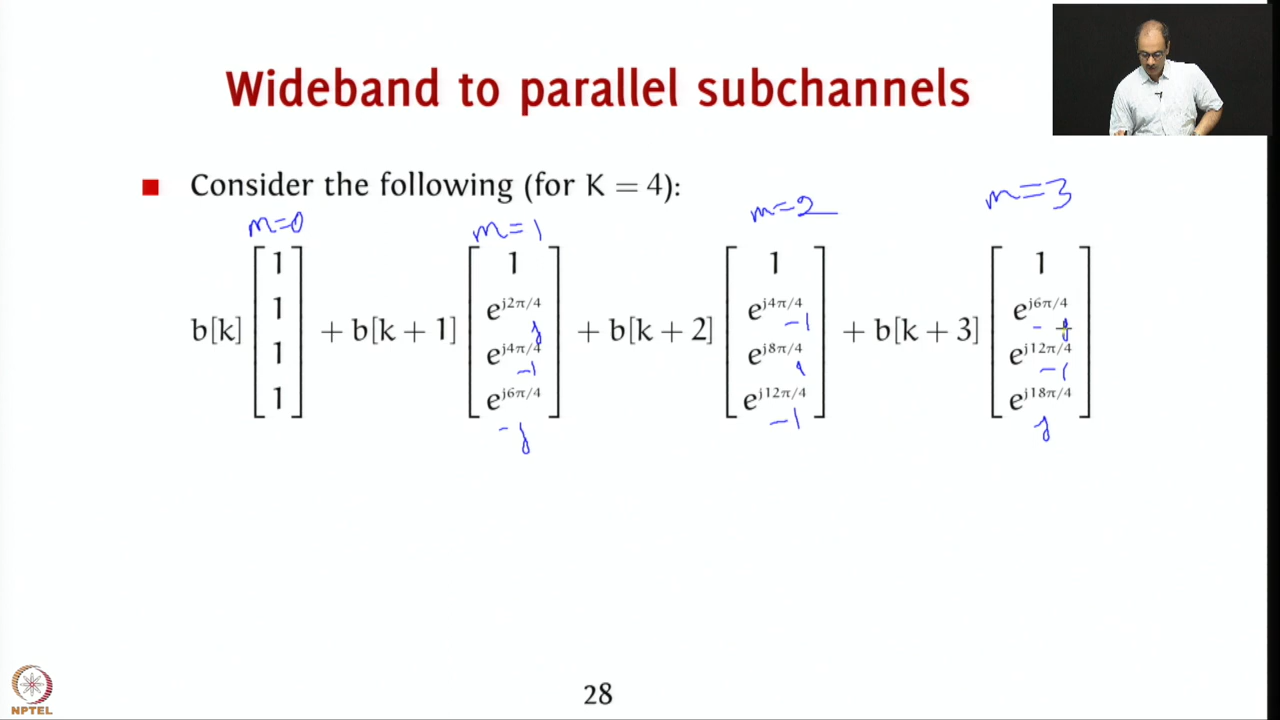 Wideband to parallel subchannels
Consider the following (for K = 4):
m=0 m=1 m=2 m=3
b[k] [1 1 1 1] + b[k + 1] [1 e^{j2π/4} e^{j4π/4} e^{j6π/4}] + b[k + 2] [1 e^{j4π/4} e^{j8π/4} e^{j12π/4}] + b[k + 3] [1 e^{j6π/4} e^{j12π/4} e^{j18π/4}]
j -1 -j
-1 1 -1
-j -1 j
28
NPTEL